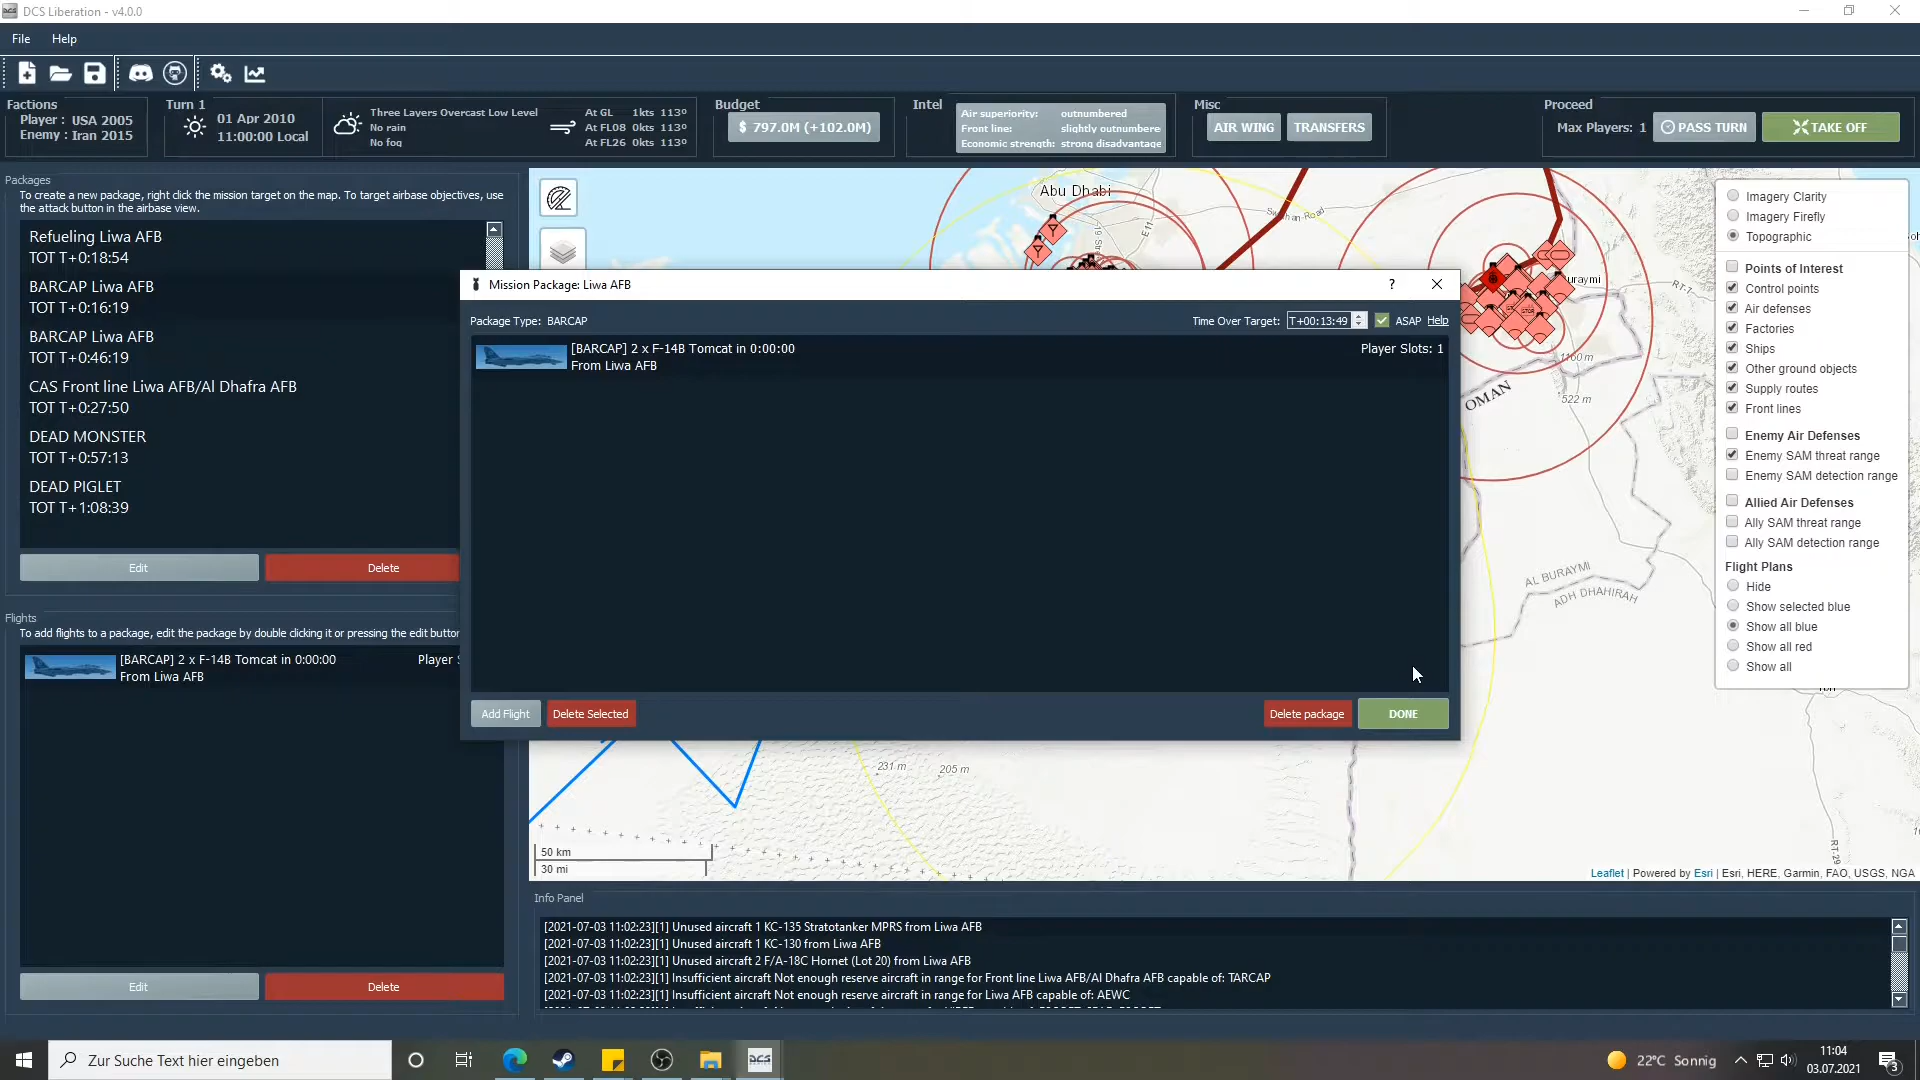 DCS Liberation - v4.0.0
File Help
Factions
Player : USA 2005
Enemy : Iran 2015
Turn 1
01 Apr 2010
11:00:00 Local
Three Layers Overcast Low Level
No rain
No fog
At GL 1kts 113º
At FL08 0kts 113º
At FL26 0kts 113º
Budget
$ 797.0M (+102.0M)
Intel
Air superiority: outnumbered
Front line: slightly outnumbere
Economic strength: strong disadvantage
Misc
AIR WING TRANSFERS
Proceed
Max Players: 1 PASS TURN TAKE OFF
Packages
To create a new package, right click the mission target on the map. To target airbase objectives, use
the attack button in the airbase view.
Refueling Liwa AFB
TOT T+0:18:54
BARCAP Liwa AFB
TOT T+0:16:19
BARCAP Liwa AFB
TOT T+0:46:19
CAS Front line Liwa AFB/Al Dhafra AFB
TOT T+0:27:50
DEAD MONSTER
TOT T+0:57:13
DEAD PIGLET
TOT T+1:08:39
Edit Delete
Flights
To add flights to a package, edit the package by double clicking it or pressing the edit button
[BARCAP] 2 x F-14B Tomcat in 0:00:00 Player S
From Liwa AFB
Edit Delete
Abu Dhabi
E11
uraymi
RT-7
1160 m
522 m
OMAN
AL BURAYMI
ADH DHAHIRAH
231 m
205 m
RT-29
50 km
30 mi
Leaflet | Powered by Esri | Esri, HERE, Garmin, FAO, USGS, NGA
Mission Package: Liwa AFB ?
Package Type: BARCAP
Time Over Target: T+00:13:49 ASAP Help
[BARCAP] 2 x F-14B Tomcat in 0:00:00 Player Slots: 1
From Liwa AFB
Add Flight Delete Selected Delete package DONE
Imagery Clarity
Imagery Firefly
Topographic
Points of Interest
Control points
Air defenses
Factories
Ships
Other ground objects
Supply routes
Front lines
Enemy Air Defenses
Enemy SAM threat range
Enemy SAM detection range
Allied Air Defenses
Ally SAM threat range
Ally SAM detection range
Flight Plans
Hide
Show selected blue
Show all blue
Show all red
Show all
Info Panel
[2021-07-03 11:02:23][1] Unused aircraft 1 KC-135 Stratotanker MPRS from Liwa AFB
[2021-07-03 11:02:23][1] Unused aircraft 1 KC-130 from Liwa AFB
[2021-07-03 11:02:23][1] Unused aircraft 2 F/A-18C Hornet (Lot 20) from Liwa AFB
[2021-07-03 11:02:23][1] Insufficient aircraft Not enough reserve aircraft in range for Front line Liwa AFB/Al Dhafra AFB capable of: TARCAP
[2021-07-03 11:02:23][1] Insufficient aircraft Not enough reserve aircraft in range for Liwa AFB capable of: AEWC
Zur Suche Text hier eingeben
DCS
22°C Sonnig
11:04
03.07.2021
3